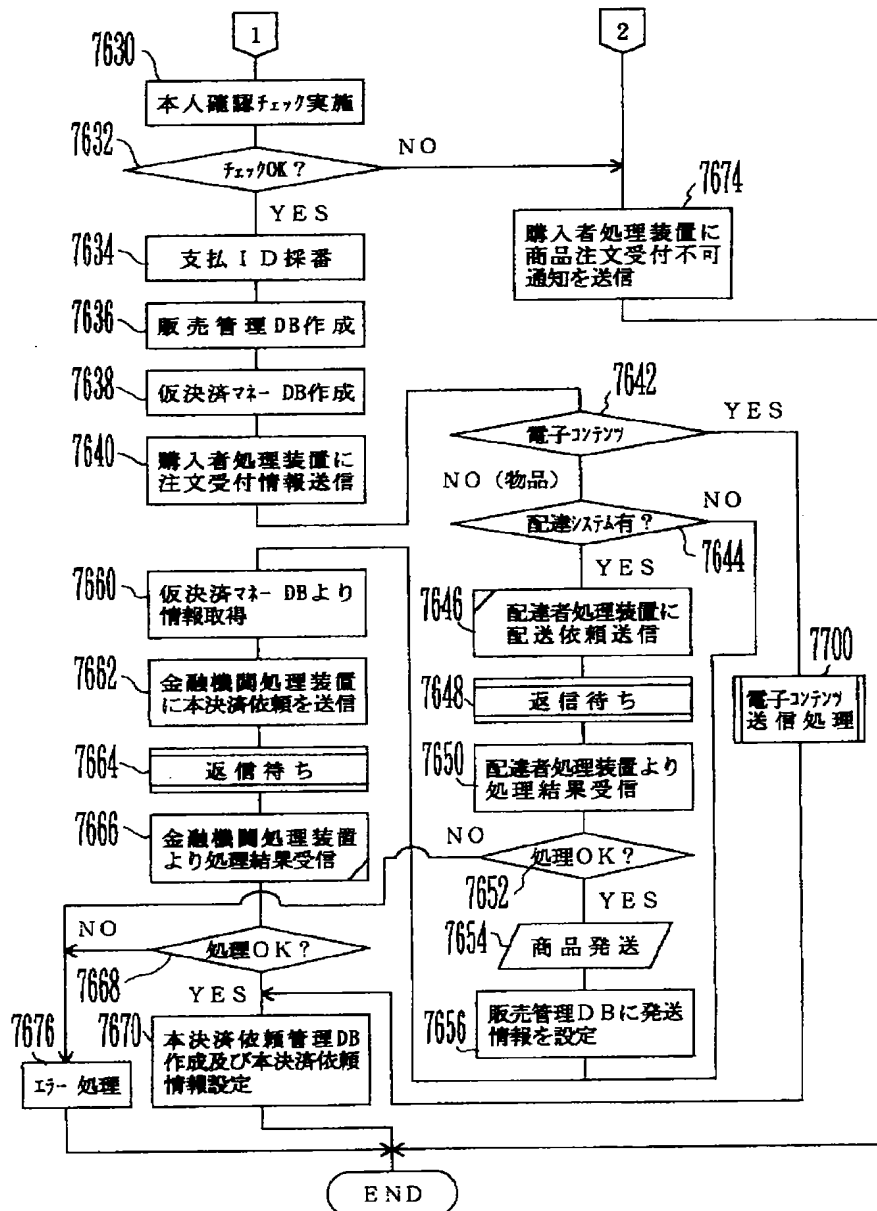 1
2
7630
本人確認チェック実施
7632
チェックOK?
NO
YES
7674
購入者処理装置に
商品注文受付不可
通知を送信
7634
支払ID採番
7636
販売管理DB作成
7638
仮決済マネーDB作成
7640
購入者処理装置に
注文受付情報送信
7642
電子コンテンツ
YES
NO(物品)
配達システム有?
NO
7644
YES
7646
配達者処理装置に
配送依頼送信
7648
返信待ち
7650
配達者処理装置より
処理結果受信
7700
電子コンテンツ
送信処理
7660
仮決済マネーDBより
情報取得
7662
金融機関処理装置
に本決済依頼を送信
7664
返信待ち
7666
金融機関処理装置
より処理結果受信
NO
処理OK?
7652
YES
7654
商品発送
7656
販売管理DBに発送
情報を設定
NO
処理OK?
7668
YES
7676
エラー処理
7670
本決済依頼管理DB
作成及び本決済依頼
情報設定
END